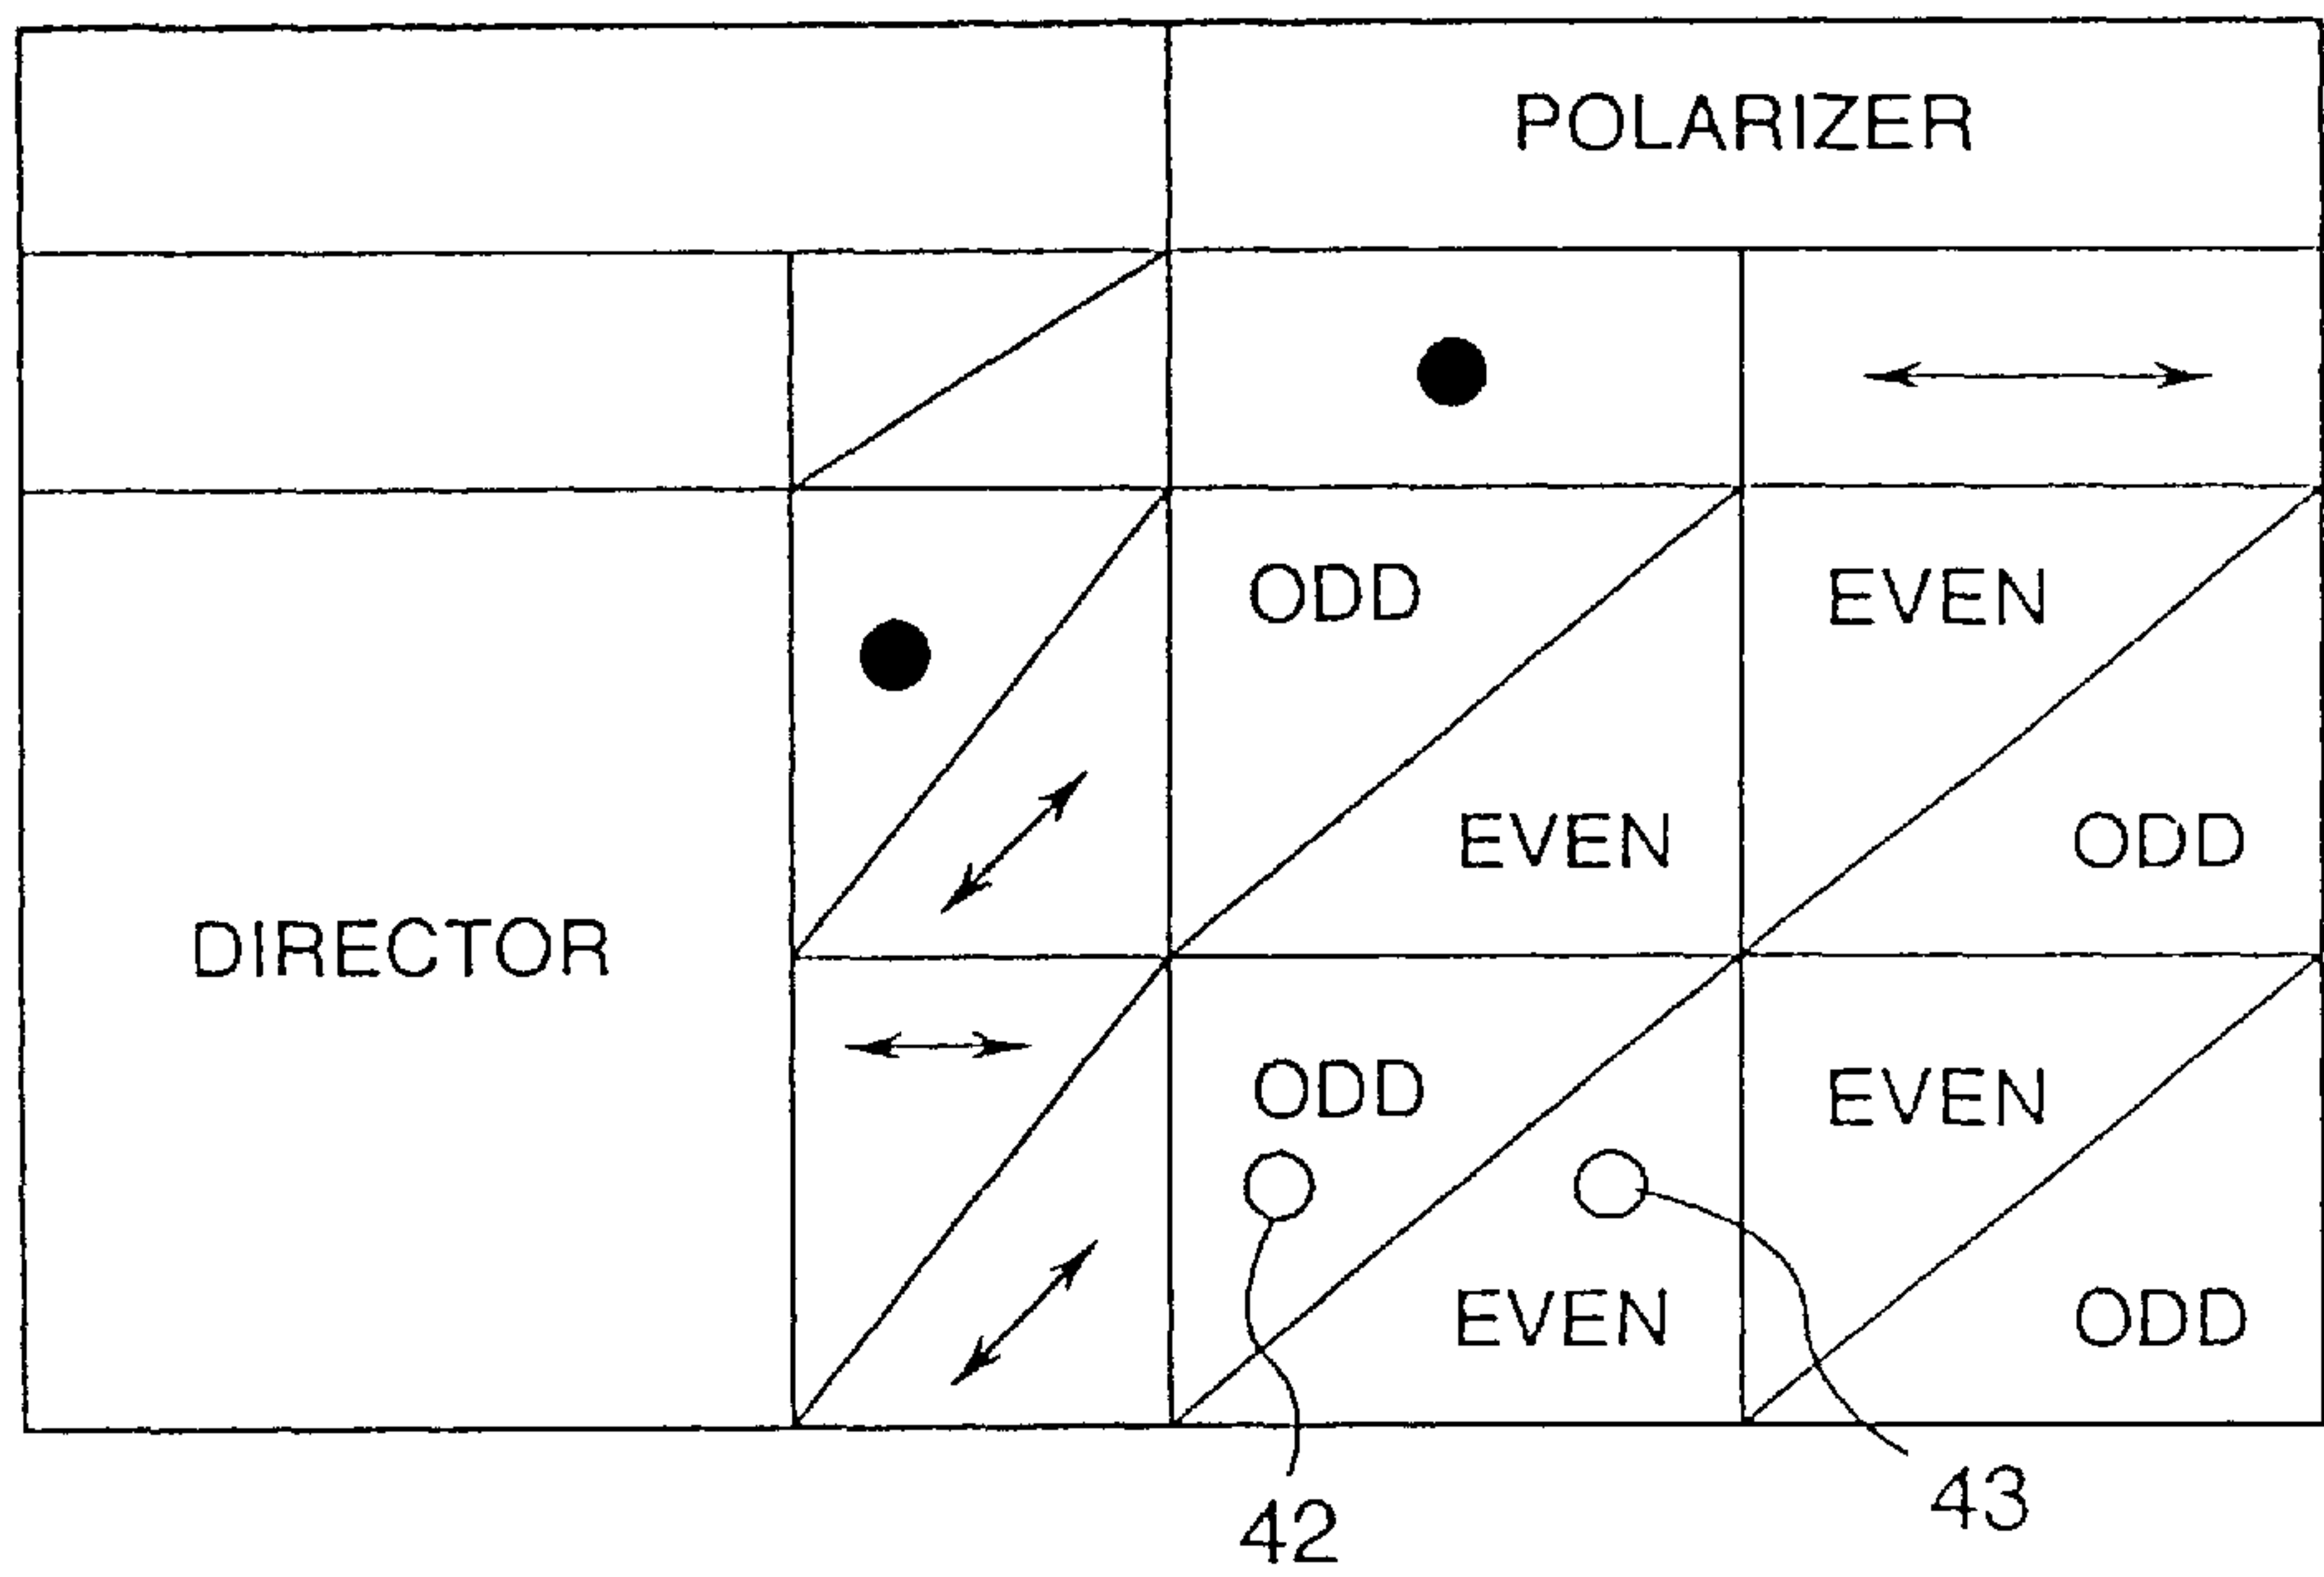 POLARIZER
ODD
EVEN
EVEN
ODD
DIRECTOR
ODD
EVEN
EVEN
ODD
42
43